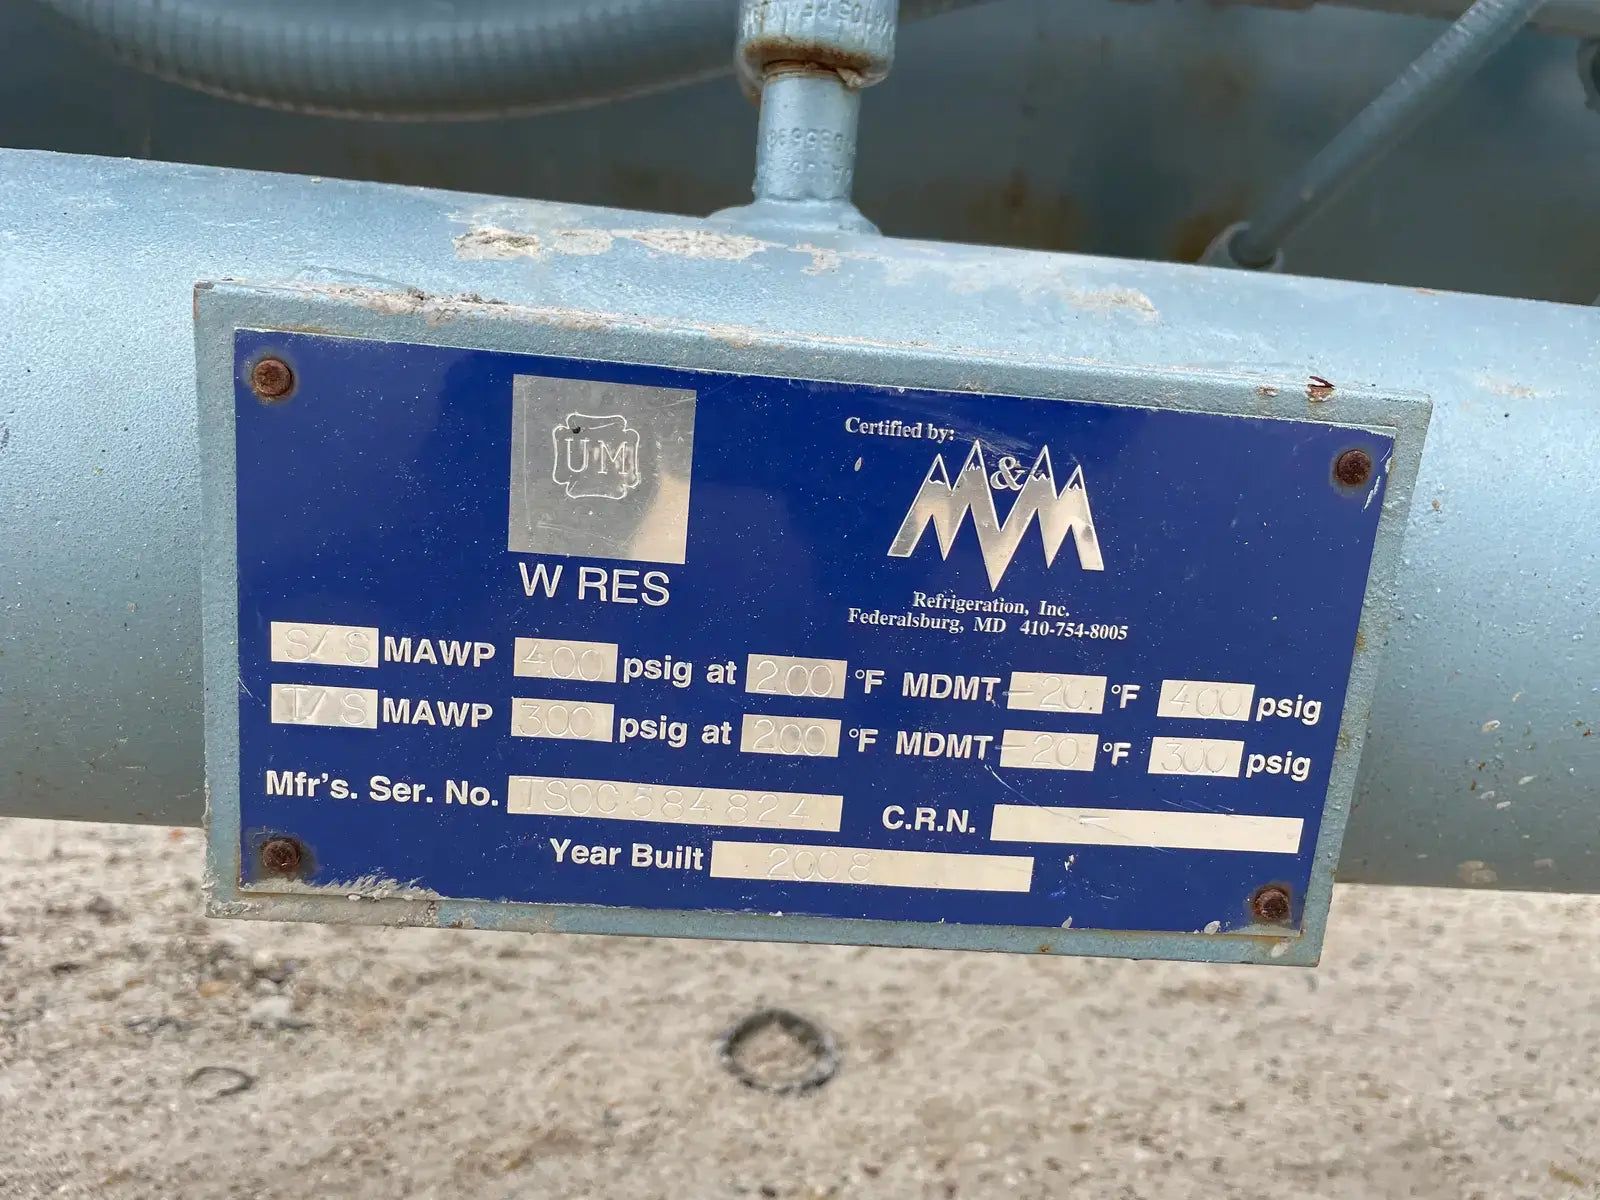 UM
W RES
Certified by:
M&M
Refrigeration, Inc.
Federalsburg, MD 410-754-8005
S/S MAWP 400 psig at 200 °F MDMT -20 °F 400 psig
T/S MAWP 300 psig at 200 °F MDMT -20 °F 300 psig
Mfr's. Ser. No. TSOC584824 C.R.N. -
Year Built 2008